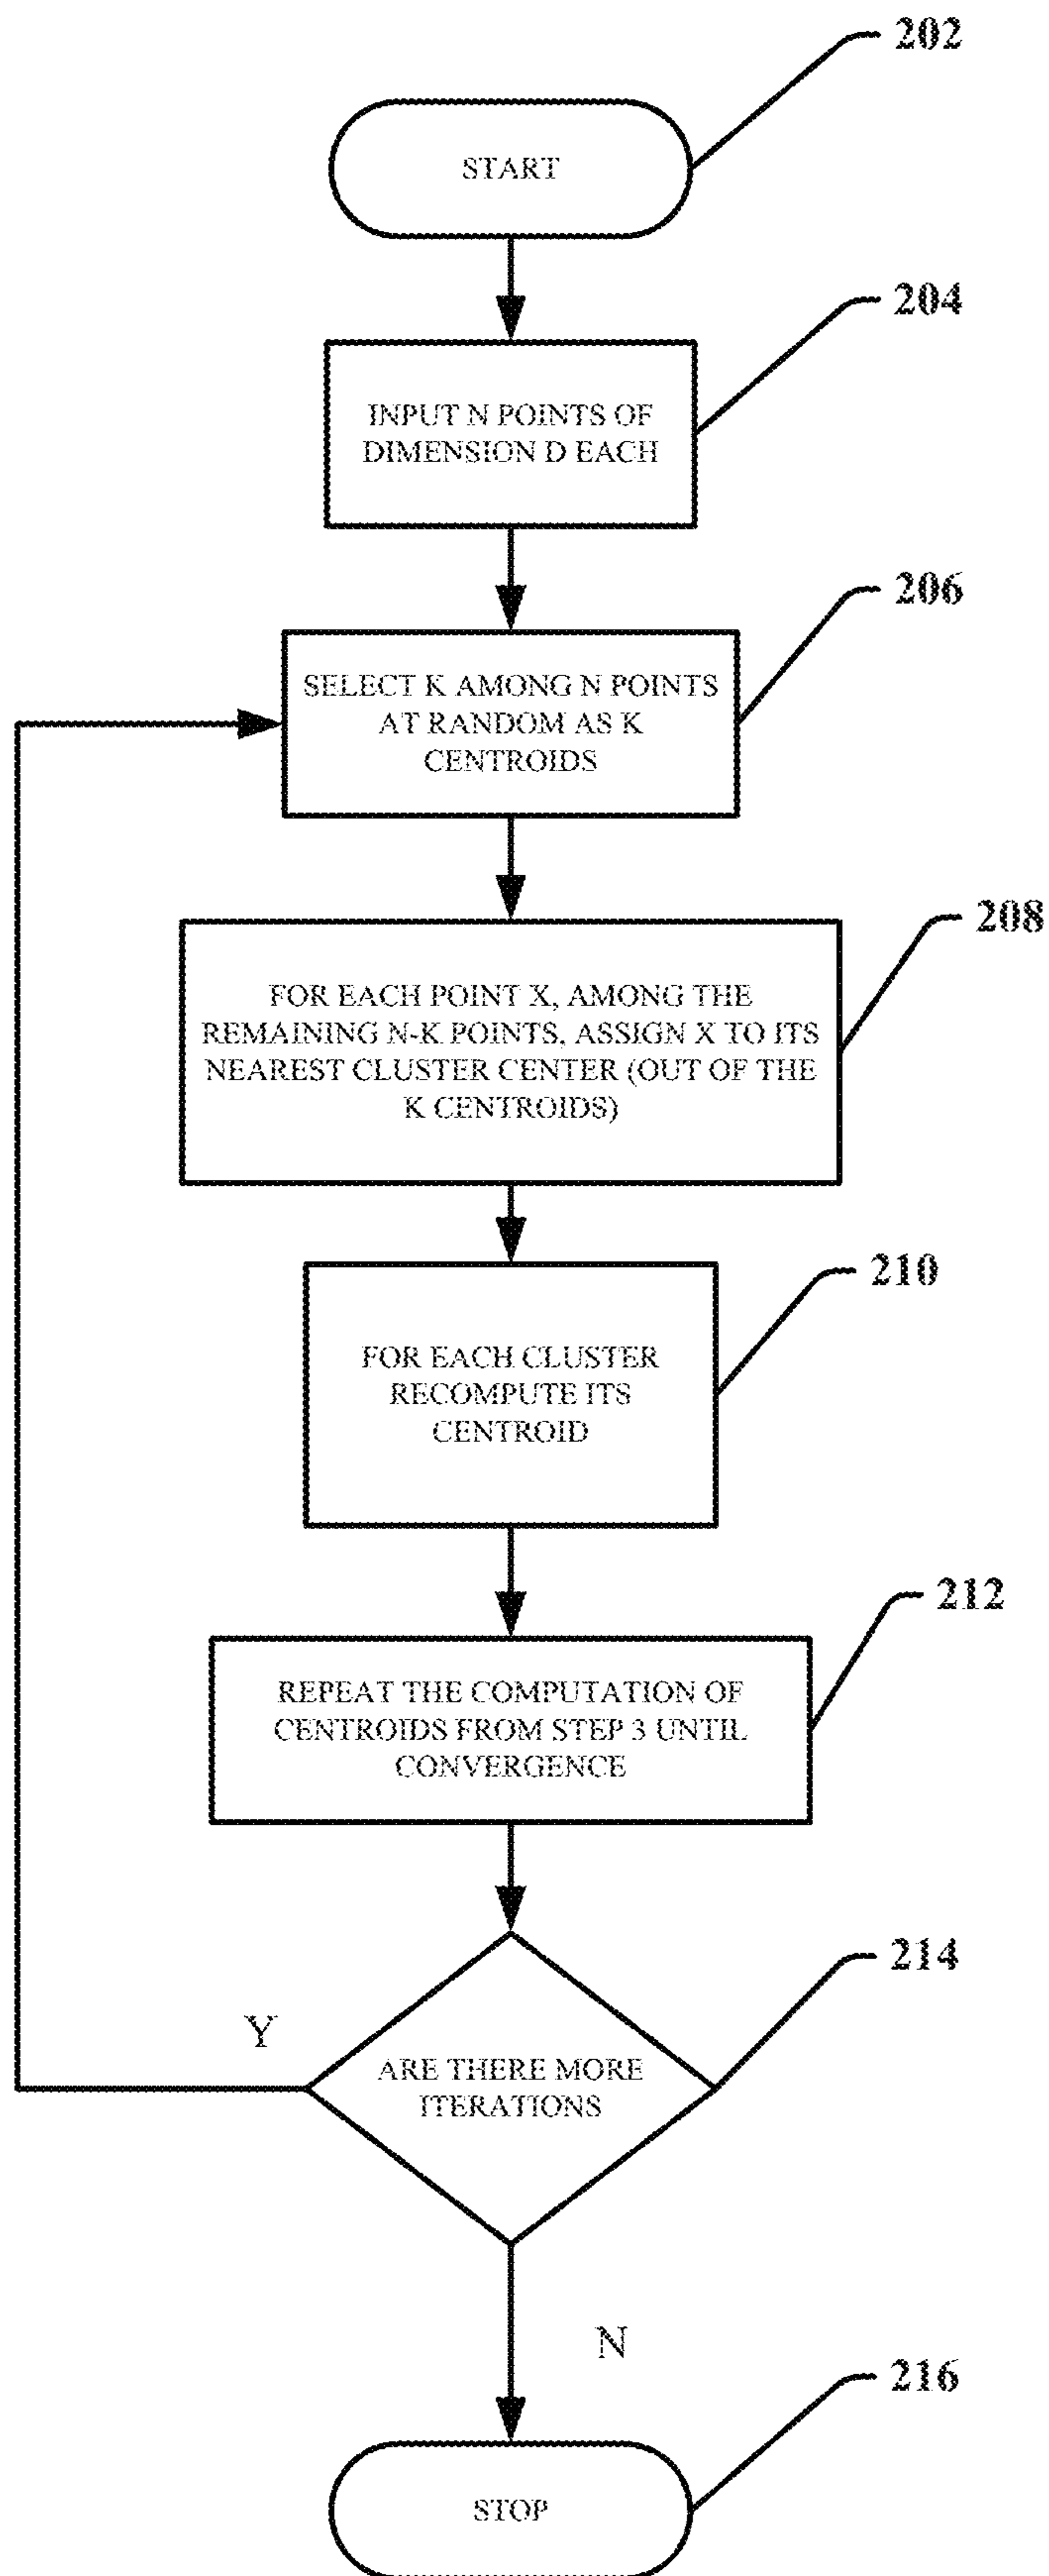 202
START
204
INPUT N POINTS OF
DIMENSION D EACH
206
SELECT K AMONG N POINTS
AT RANDOM AS K
CENTROIDS
208
FOR EACH POINT X, AMONG THE
REMAINING N-K POINTS, ASSIGN X TO ITS
NEAREST CLUSTER CENTER (OUT OF THE
K CENTROIDS)
210
FOR EACH CLUSTER
RECOMPUTE ITS
CENTROID
212
REPEAT THE COMPUTATION OF
CENTROIDS FROM STEP 3 UNTIL
CONVERGENCE
214
Y
ARE THERE MORE
ITERATIONS
N
216
STOP